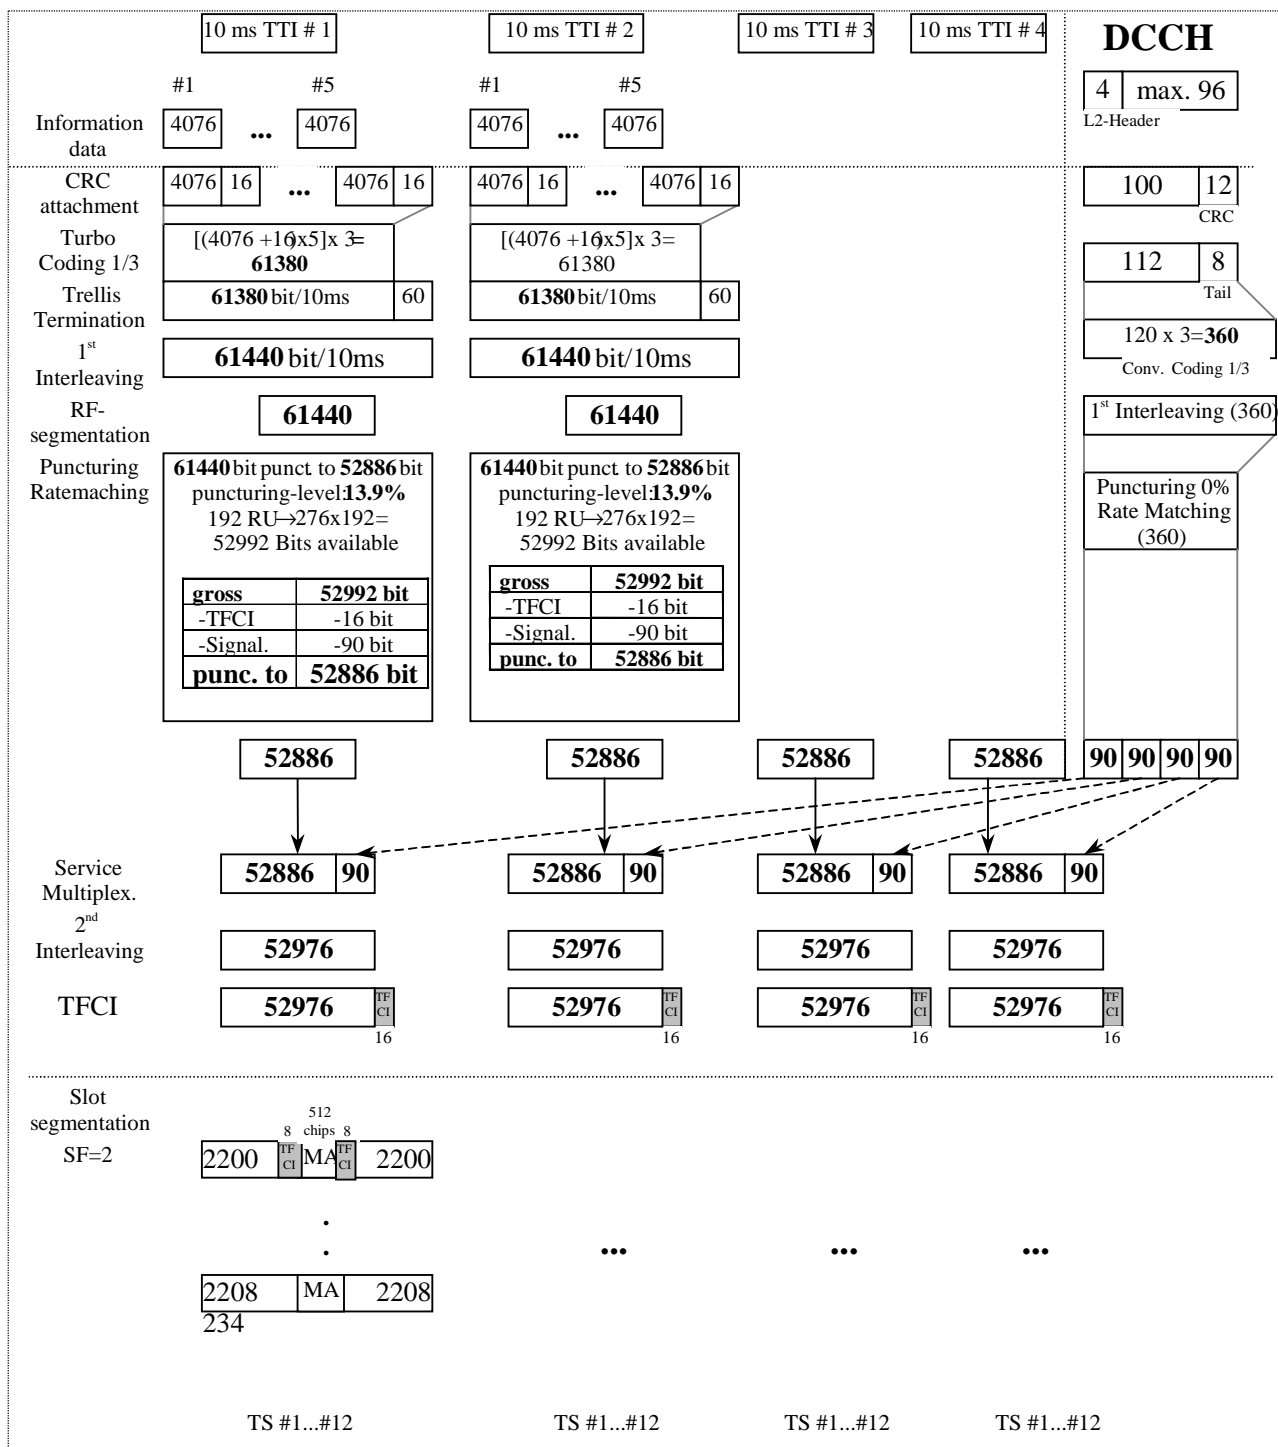 10 ms TTI # 1 10 ms TTI # 2 10 ms TTI # 3 10 ms TTI # 4 DCCH
#1 #5 #1 #5
4 max. 96
L2-Header
Information data
4076 ... 4076 4076 ... 4076
CRC attachment
4076 16 ... 4076 16 4076 16 ... 4076 16
100 12
CRC
Turbo Coding 1/3
[(4076 +16)x5]x 3=
61380
[(4076 +16)x5]x 3=
61380
112 8
Tail
Trellis Termination
61380 bit/10ms 60 61380 bit/10ms 60
120 x 3=360
Conv. Coding 1/3
1st Interleaving
61440 bit/10ms 61440 bit/10ms
1st Interleaving (360)
RF-segmentation
61440 61440
Puncturing Ratemaching
61440 bit punct. to 52886 bit
puncturing-level:13.9%
192 RU→276x192=
52992 Bits available
gross 52992 bit
-TFCI -16 bit
-Signal. -90 bit
punc. to 52886 bit
61440 bit punct. to 52886 bit
puncturing-level:13.9%
192 RU→276x192=
52992 Bits available
gross 52992 bit
-TFCI -16 bit
-Signal. -90 bit
punc. to 52886 bit
Puncturing 0%
Rate Matching
(360)
52886 52886 52886 52886 90 90 90 90
Service Multiplex.
52886 90 52886 90 52886 90 52886 90
2nd Interleaving
52976 52976 52976 52976
TFCI
52976 TF CI 52976 TF CI 52976 TF CI 52976 TF CI
16 16 16 16
Slot segmentation
SF=2
512
8 chips 8
2200 TF CI MA TF CI 2200
.
. ... ... ...
2208 MA 2208
234
TS #1...#12 TS #1...#12 TS #1...#12 TS #1...#12